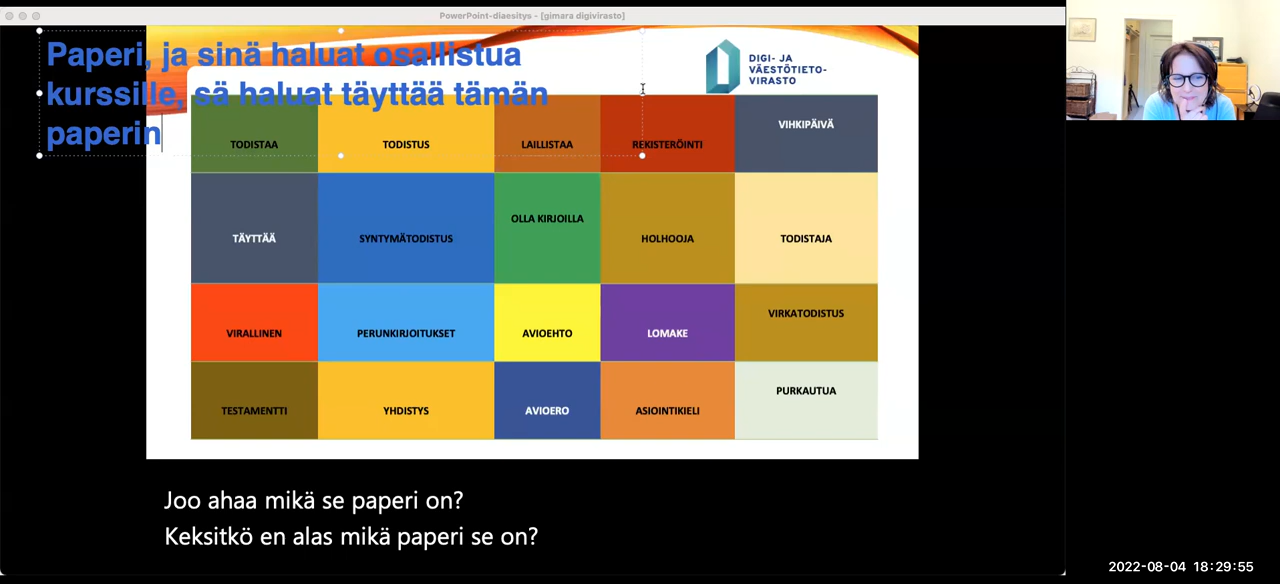 PowerPoint-diaesitys - [gimara digivirasto]
Paperi, ja sinä haluat osallistua
kurssille, sä haluat täyttää tämän
paperin
DIGI- JA
VÄESTÖTIETO-
VIRASTO
TODISTAA
TODISTUS
LAILLISTAA
REKISTERÖINTI
VIHKIPÄIVÄ
TÄYTTÄÄ
SYNTYMÄTODISTUS
OLLA KIRJOILLA
HOLHOOJA
TODISTAJA
VIRALLINEN
PERUNKIRJOITUKSET
AVIOEHTO
LOMAKE
VIRKATODISTUS
TESTAMENTTI
YHDISTYS
AVIOERO
ASIOINTIKIELI
PURKAUTUA
Joo ahaa mikä se paperi on?
Keksitkö en alas mikä paperi se on?
2022-08-04 18:29:55